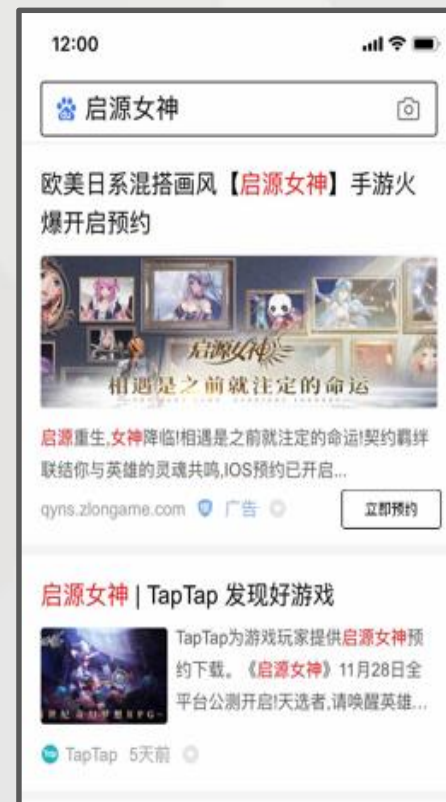 12:00
启源女神
欧美日系混搭画风【启源女神】手游火
爆开启预约
启源女神
相遇是之前就注定的命运
启源重生,女神降临!相遇是之前就注定的命运!契约羁绊
联结你与英雄的灵魂共鸣,IOS预约已开启...
qyns.zlongame.com 广告
立即预约
启源女神 | TapTap 发现好游戏
TapTap为游戏玩家提供启源女神预
约下载。《启源女神》11月28日全
平台公测开启!天选者,请唤醒英雄...
TapTap 5天前